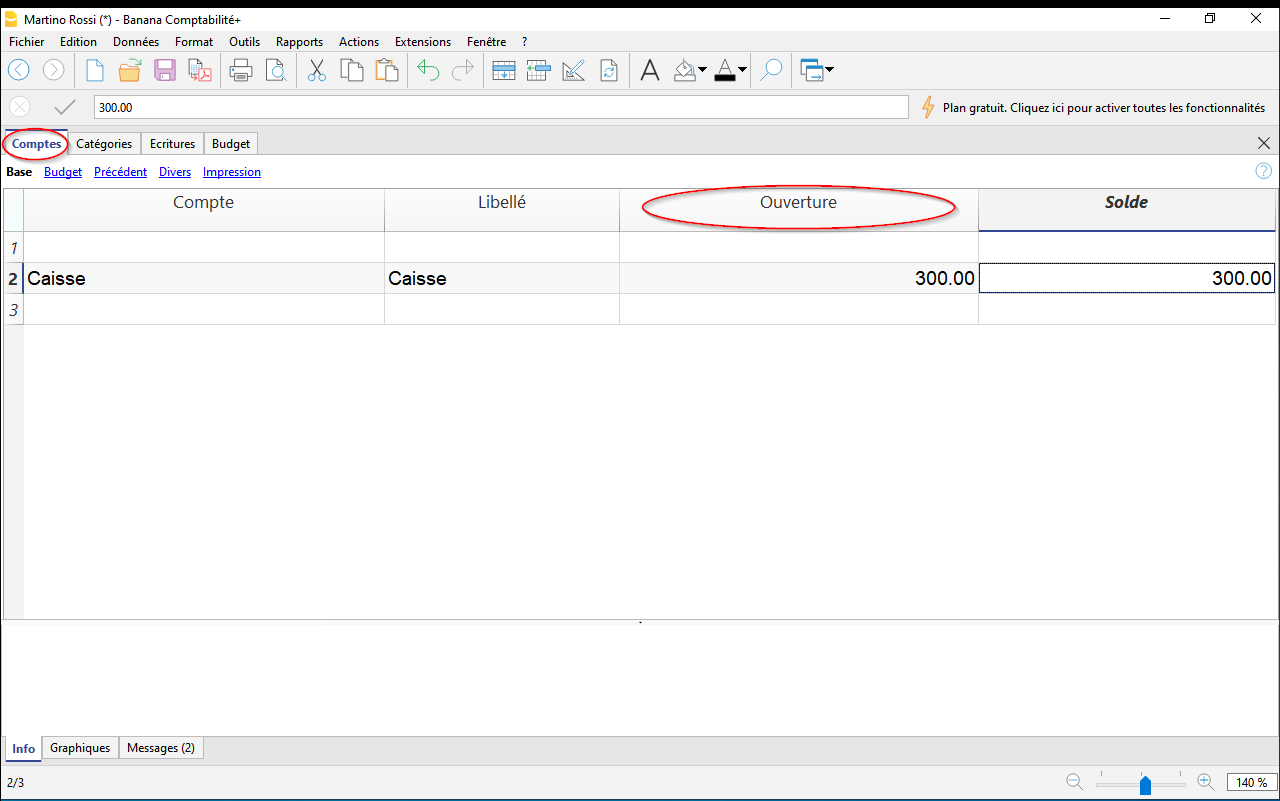 Martino Rossi (*) - Banana Comptabilité+
Fichier Edition Données Format Outils Rapports Actions Extensions Fenêtre ?
300.00 Plan gratuit. Cliquez ici pour activer toutes les fonctionnalités
Comptes Catégories Ecritures Budget
Base Budget Précédent Divers Impression
Compte Libellé Ouverture Solde
1
2 Caisse Caisse 300.00 300.00
3
Info Graphiques Messages (2)
2/3 140 %